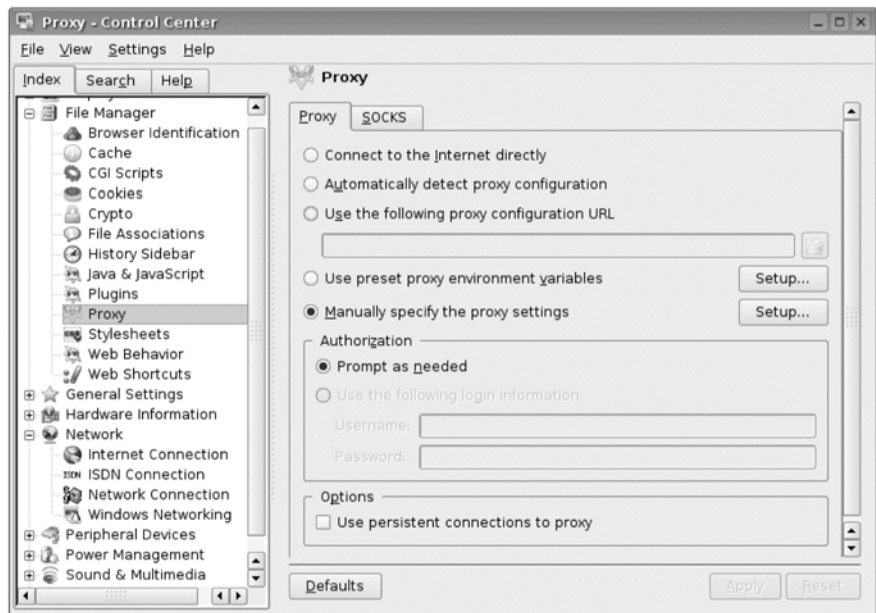 Proxy - Control Center
File View Settings Help
Index Search Help
File Manager
Browser Identification
Cache
CGI Scripts
Cookies
Crypto
File Associations
History Sidebar
Java & JavaScript
Plugins
Proxy
Stylesheets
Web Behavior
Web Shortcuts
General Settings
Hardware Information
Network
Internet Connection
ISDN ISDN Connection
Network Connection
Windows Networking
Peripheral Devices
Power Management
Sound & Multimedia
Proxy
Proxy SOCKS
Connect to the Internet directly
Automatically detect proxy configuration
Use the following proxy configuration URL
Use preset proxy environment variables Setup...
Manually specify the proxy settings Setup...
Authorization
Prompt as needed
Use the following login information.
Username:
Password:
Options
Use persistent connections to proxy
Defaults Apply Reset